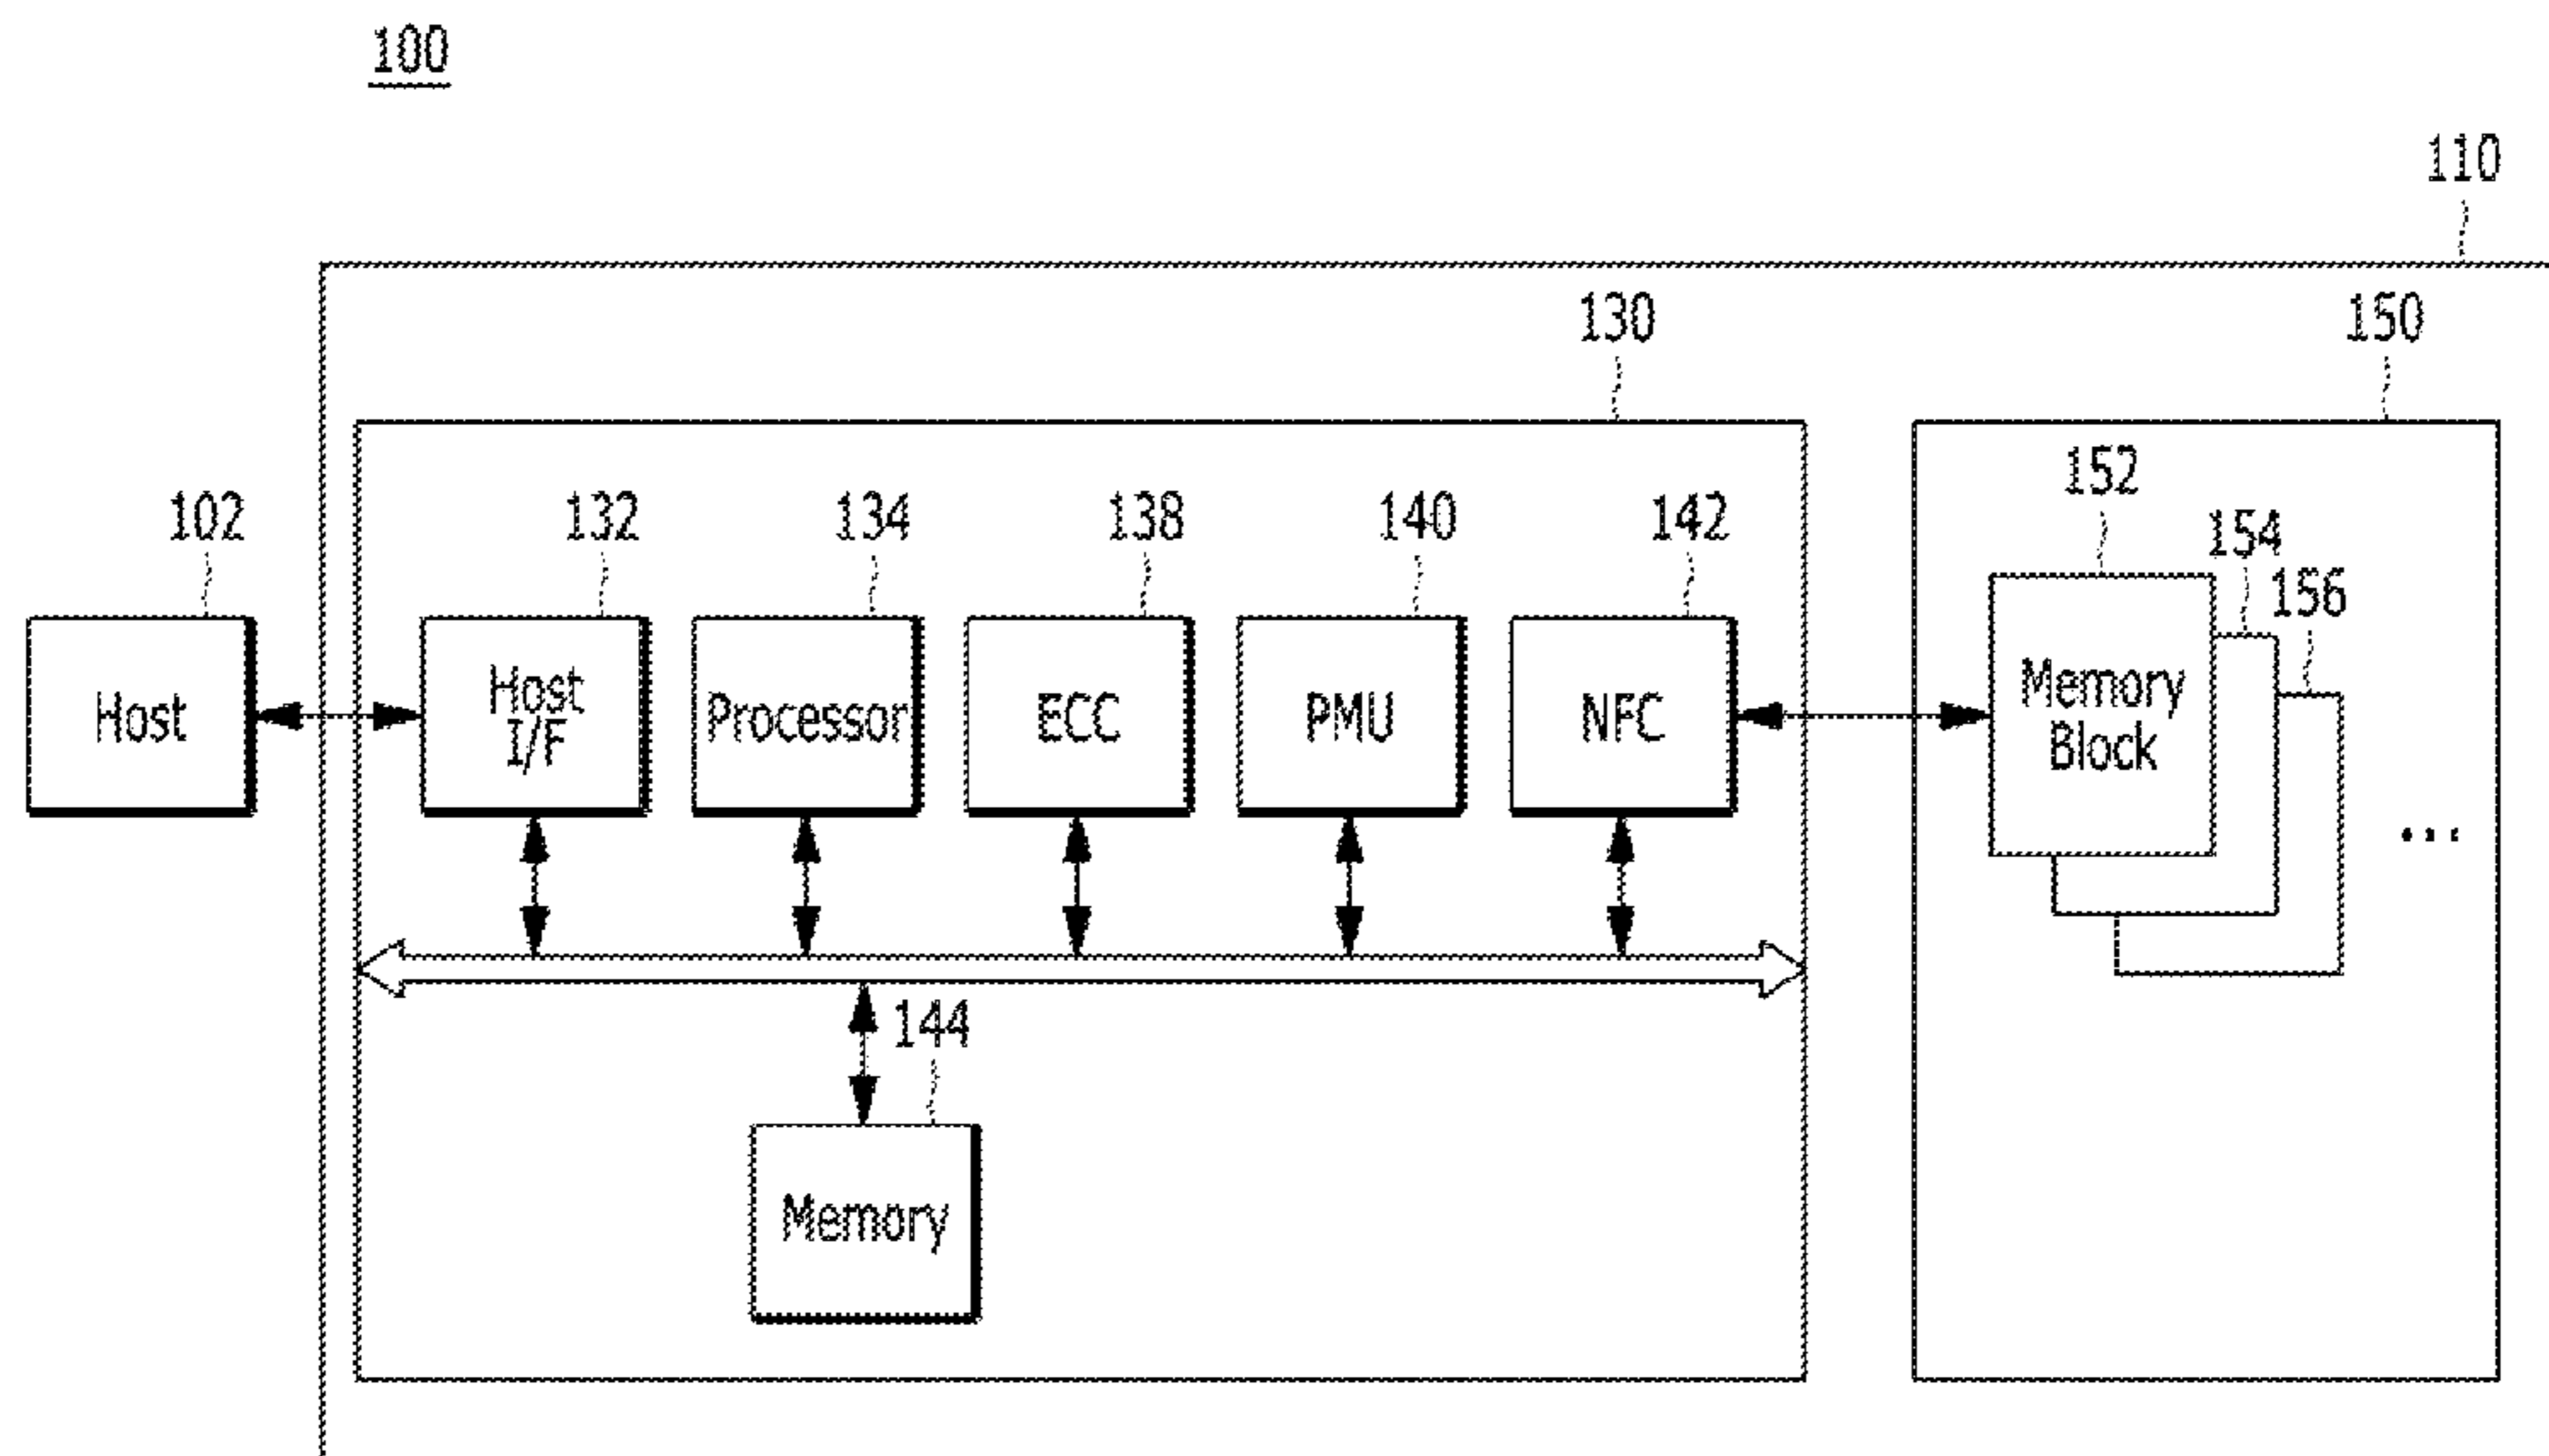 100
110
130
150
102
132
134
138
140
142
152
154
156
Host
Host
I/F
Processor
ECC
PMU
NFC
Memory
Block
...
144
Memory